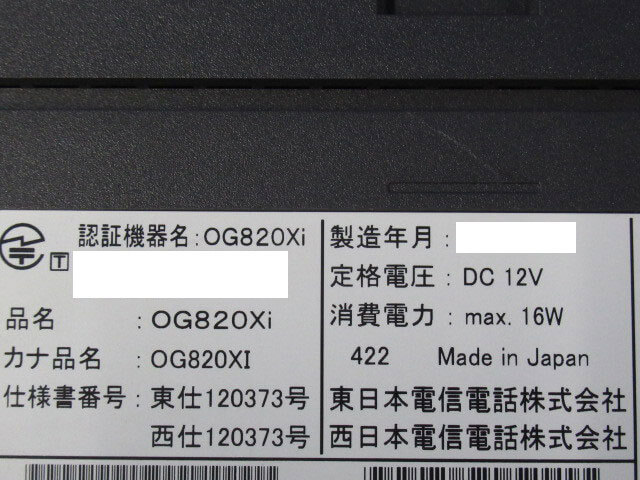 認証機器名:OG820Xi
T
品名 :OG820Xi
カナ品名 :OG820XI
仕様書番号:東仕120373号
西仕120373号
製造年月:
定格電圧:DC 12V
消費電力:max. 16W
422 Made in Japan
東日本電信電話株式会社
西日本電信電話株式会社